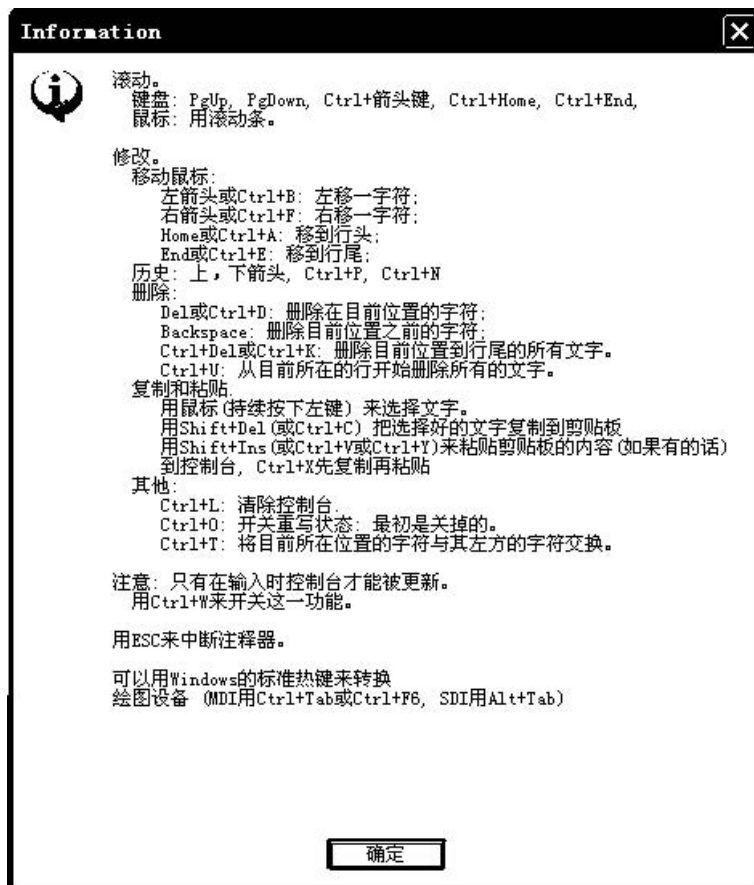 Information
滚动。
键盘: PgUp, PgDown, Ctrl+箭头键, Ctrl+Home, Ctrl+End,
鼠标: 用滚动条。
修改。
移动鼠标:
左箭头或Ctrl+B: 左移一字符;
右箭头或Ctrl+F: 右移一字符;
Home或Ctrl+A: 移到行头;
End或Ctrl+E: 移到行尾;
历史: 上,下箭头, Ctrl+P, Ctrl+N
删除:
Del或Ctrl+D: 删除在目前位置的字符;
Backspace: 删除目前位置之前的字符;
Ctrl+Del或Ctrl+K: 删除目前位置到行尾的所有文字。
Ctrl+U: 从目前所在的行开始删除所有的文字。
复制和粘贴.
用鼠标(持续按下左键) 来选择文字。
用Shift+Del(或Ctrl+C) 把选择好的文字复制到剪贴板
用Shift+Ins(或Ctrl+V或Ctrl+Y)来粘贴剪贴板的内容(如果有的话)
到控制台, Ctrl+X先复制再粘贴
其他:
Ctrl+L: 清除控制台.
Ctrl+O: 开关重写状态: 最初是关掉的。
Ctrl+T: 将目前所在位置的字符与其左方的字符交换。
注意: 只有在输入时控制台才能被更新。
用Ctrl+W来开关这一功能。
用ESC来中断注释器。
可以用Windows的标准热键来转换
绘图设备 (MDI用Ctrl+Tab或Ctrl+F6, SDI用Alt+Tab)
确定